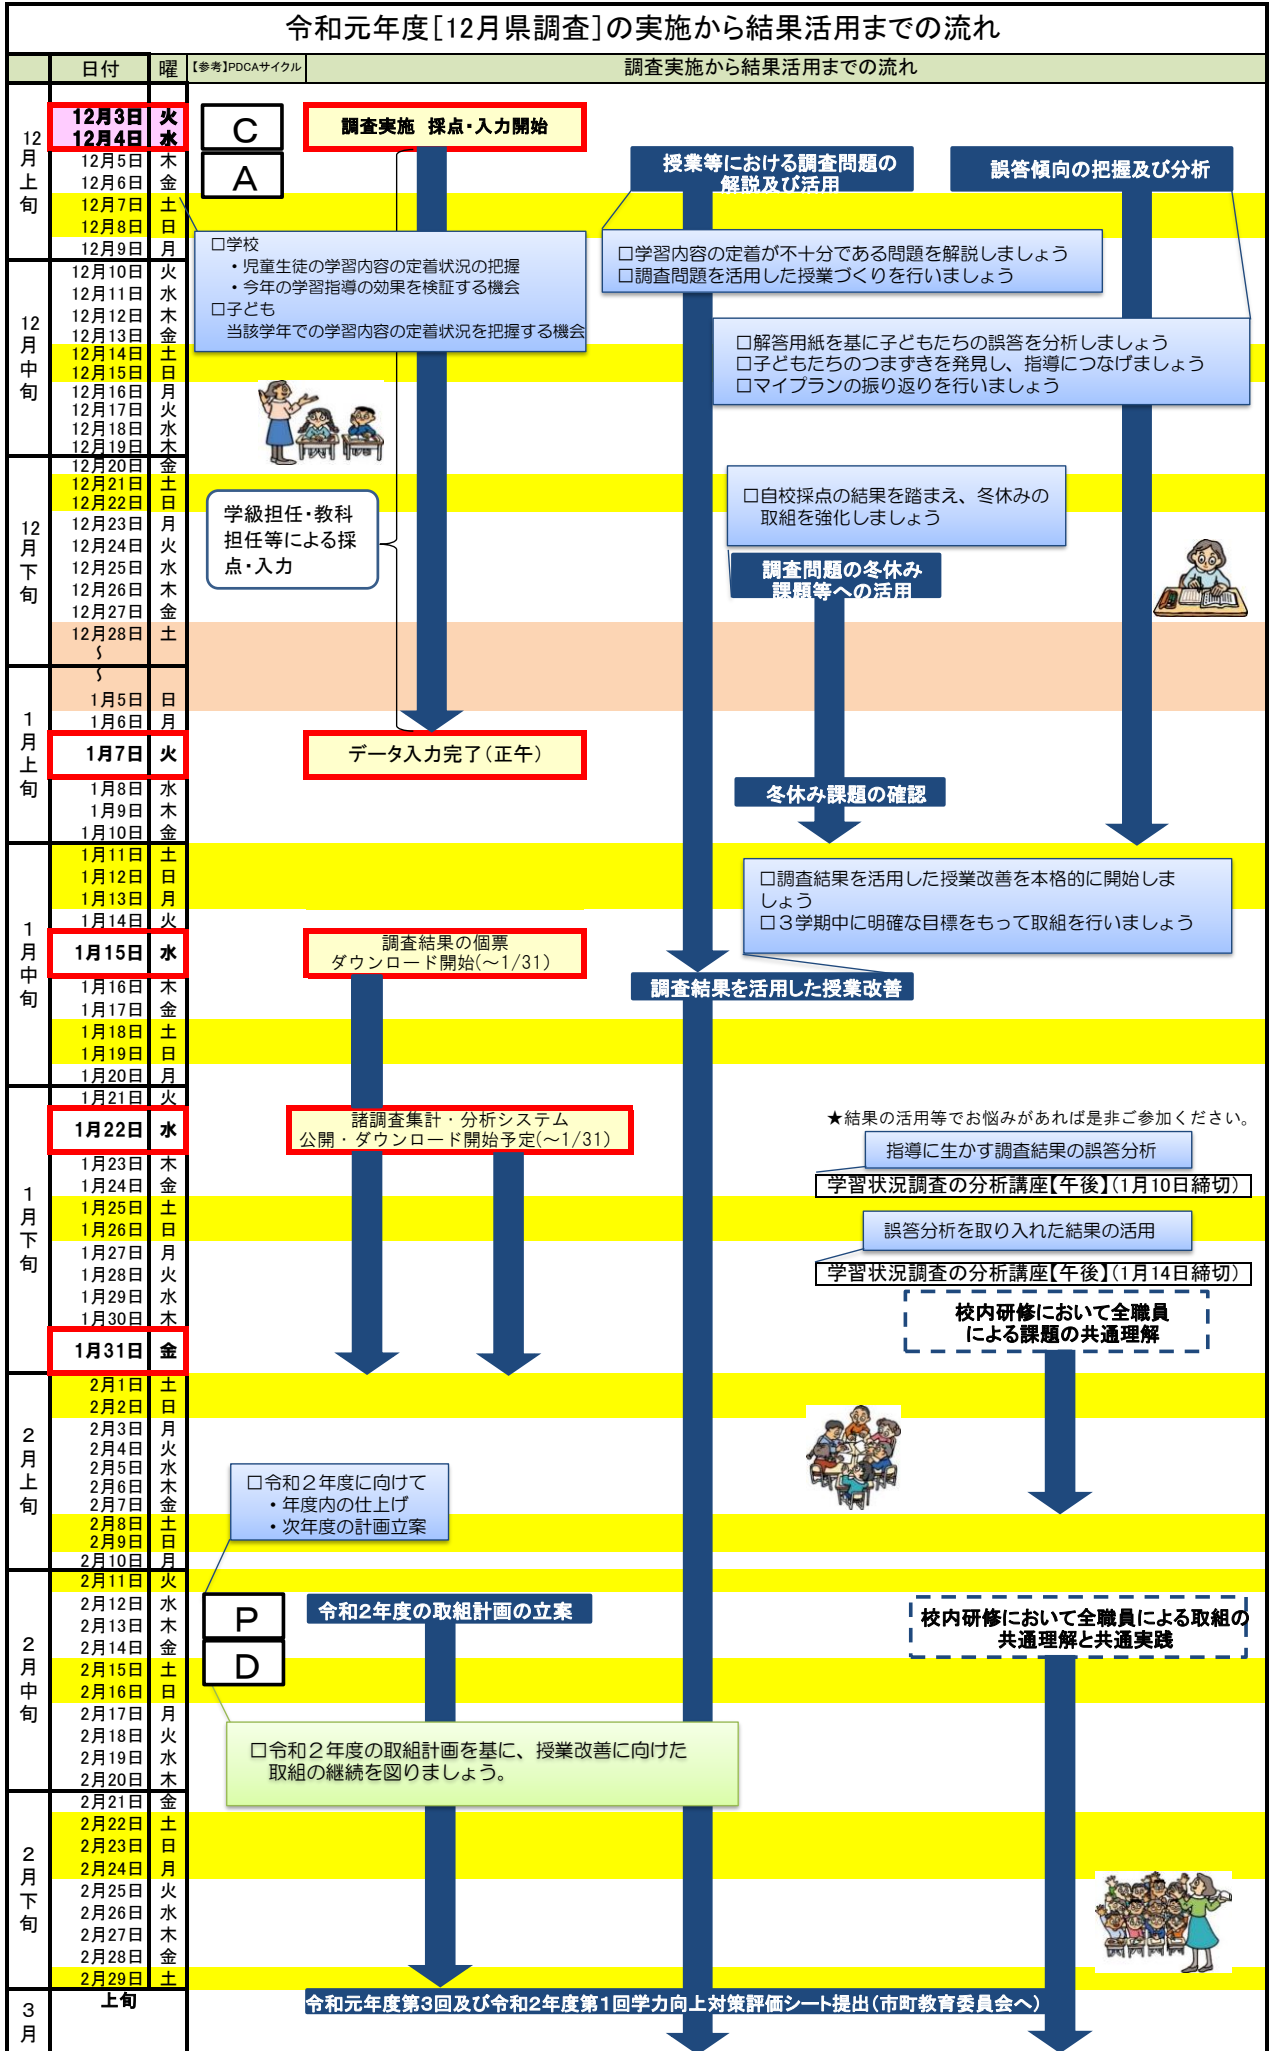 令和元年度[12月県調査]の実施から結果活用までの流れ
日付 曜 【参考】PDCAサイクル 調査実施から結果活用までの流れ
12月上旬
12月3日 火
12月4日 水
12月5日 木
12月6日 金
12月7日 土
12月8日 日
12月9日 月
C
A
調査実施 採点・入力開始
授業等における調査問題の
解説及び活用
誤答傾向の把握及び分析
□学校
・児童生徒の学習内容の定着状況の把握
・今年の学習指導の効果を検証する機会
□子ども
当該学年での学習内容の定着状況を把握する機会
□学習内容の定着が不十分である問題を解説しましょう
□調査問題を活用した授業づくりを行いましょう
12月中旬
12月10日 火
12月11日 水
12月12日 木
12月13日 金
12月14日 土
12月15日 日
12月16日 月
12月17日 火
12月18日 水
12月19日 木
□解答用紙を基に子どもたちの誤答を分析しましょう
□子どもたちのつまずきを発見し、指導につなげましょう
□マイプランの振り返りを行いましょう
12月下旬
12月20日 金
12月21日 土
12月22日 日
12月23日 月
12月24日 火
12月25日 水
12月26日 木
12月27日 金
12月28日 土
〜
学級担任・教科
担任等による採
点・入力
□自校採点の結果を踏まえ、冬休みの
取組を強化しましょう
調査問題の冬休み
課題等への活用
1月上旬
〜
1月5日 日
1月6日 月
1月7日 火
1月8日 水
1月9日 木
1月10日 金
データ入力完了(正午)
冬休み課題の確認
1月中旬
1月11日 土
1月12日 日
1月13日 月
1月14日 火
1月15日 水
1月16日 木
1月17日 金
1月18日 土
1月19日 日
1月20日 月
□調査結果を活用した授業改善を本格的に開始しま
しょう
□3学期中に明確な目標をもって取組を行いましょう
調査結果の個票
ダウンロード開始(〜1/31)
調査結果を活用した授業改善
1月下旬
1月21日 火
1月22日 水
1月23日 木
1月24日 金
1月25日 土
1月26日 日
1月27日 月
1月28日 火
1月29日 水
1月30日 木
1月31日 金
諸調査集計・分析システム
公開・ダウンロード開始予定(〜1/31)
★結果の活用等でお悩みがあれば是非ご参加ください。
指導に生かす調査結果の誤答分析
学習状況調査の分析講座【午後】(1月10日締切)
誤答分析を取り入れた結果の活用
学習状況調査の分析講座【午後】(1月14日締切)
校内研修において全職員
による課題の共通理解
2月上旬
2月1日 土
2月2日 日
2月3日 月
2月4日 火
2月5日 水
2月6日 木
2月7日 金
2月8日 土
2月9日 日
2月10日 月
□令和2年度に向けて
・年度内の仕上げ
・次年度の計画立案
2月中旬
2月11日 火
2月12日 水
2月13日 木
2月14日 金
2月15日 土
2月16日 日
2月17日 月
2月18日 火
2月19日 水
2月20日 木
P
D
令和2年度の取組計画の立案
校内研修において全職員による取組の
共通理解と共通実践
□令和2年度の取組計画を基に、授業改善に向けた
取組の継続を図りましょう。
2月下旬
2月21日 金
2月22日 土
2月23日 日
2月24日 月
2月25日 火
2月26日 水
2月27日 木
2月28日 金
2月29日 土
3月
上旬
令和元年度第3回及び令和2年度第1回学力向上対策評価シート提出(市町教育委員会へ)